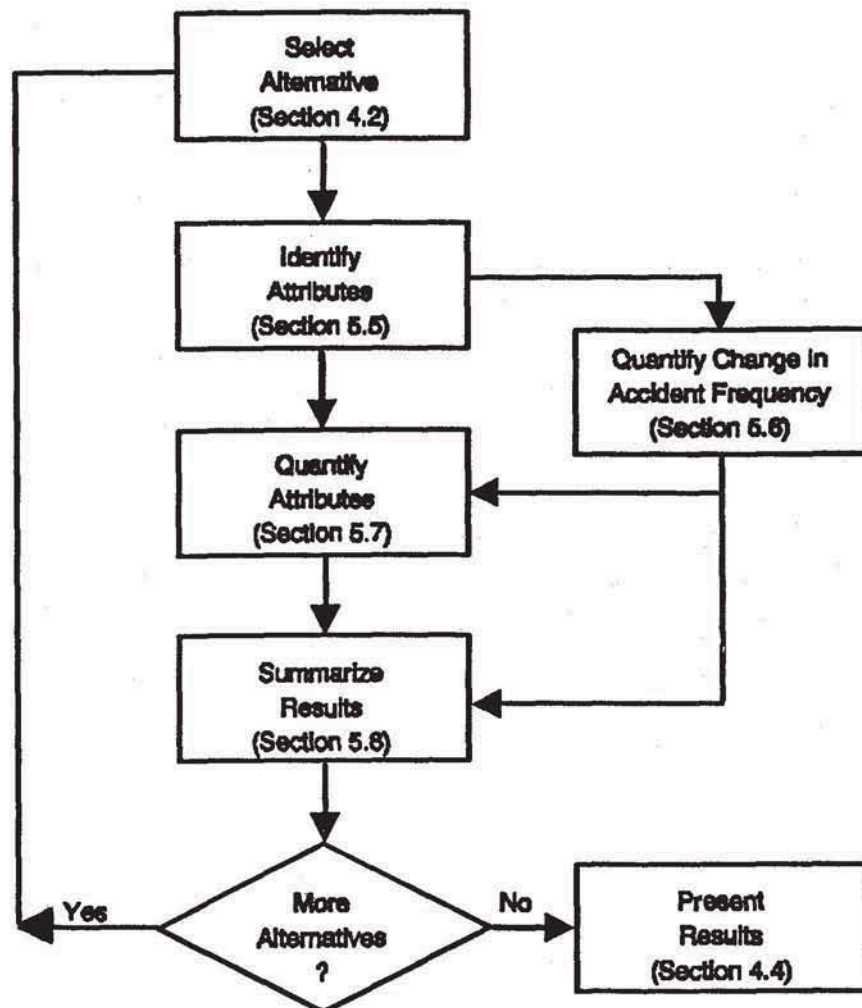 Select
Alternative
(Section 4.2)
Identify
Attributes
(Section 5.5)
Quantify Change in
Accident Frequency
(Section 5.6)
Quantify
Attributes
(Section 5.7)
Summarize
Results
(Section 5.8)
More
Alternatives
?
Yes
No
Present
Results
(Section 4.4)